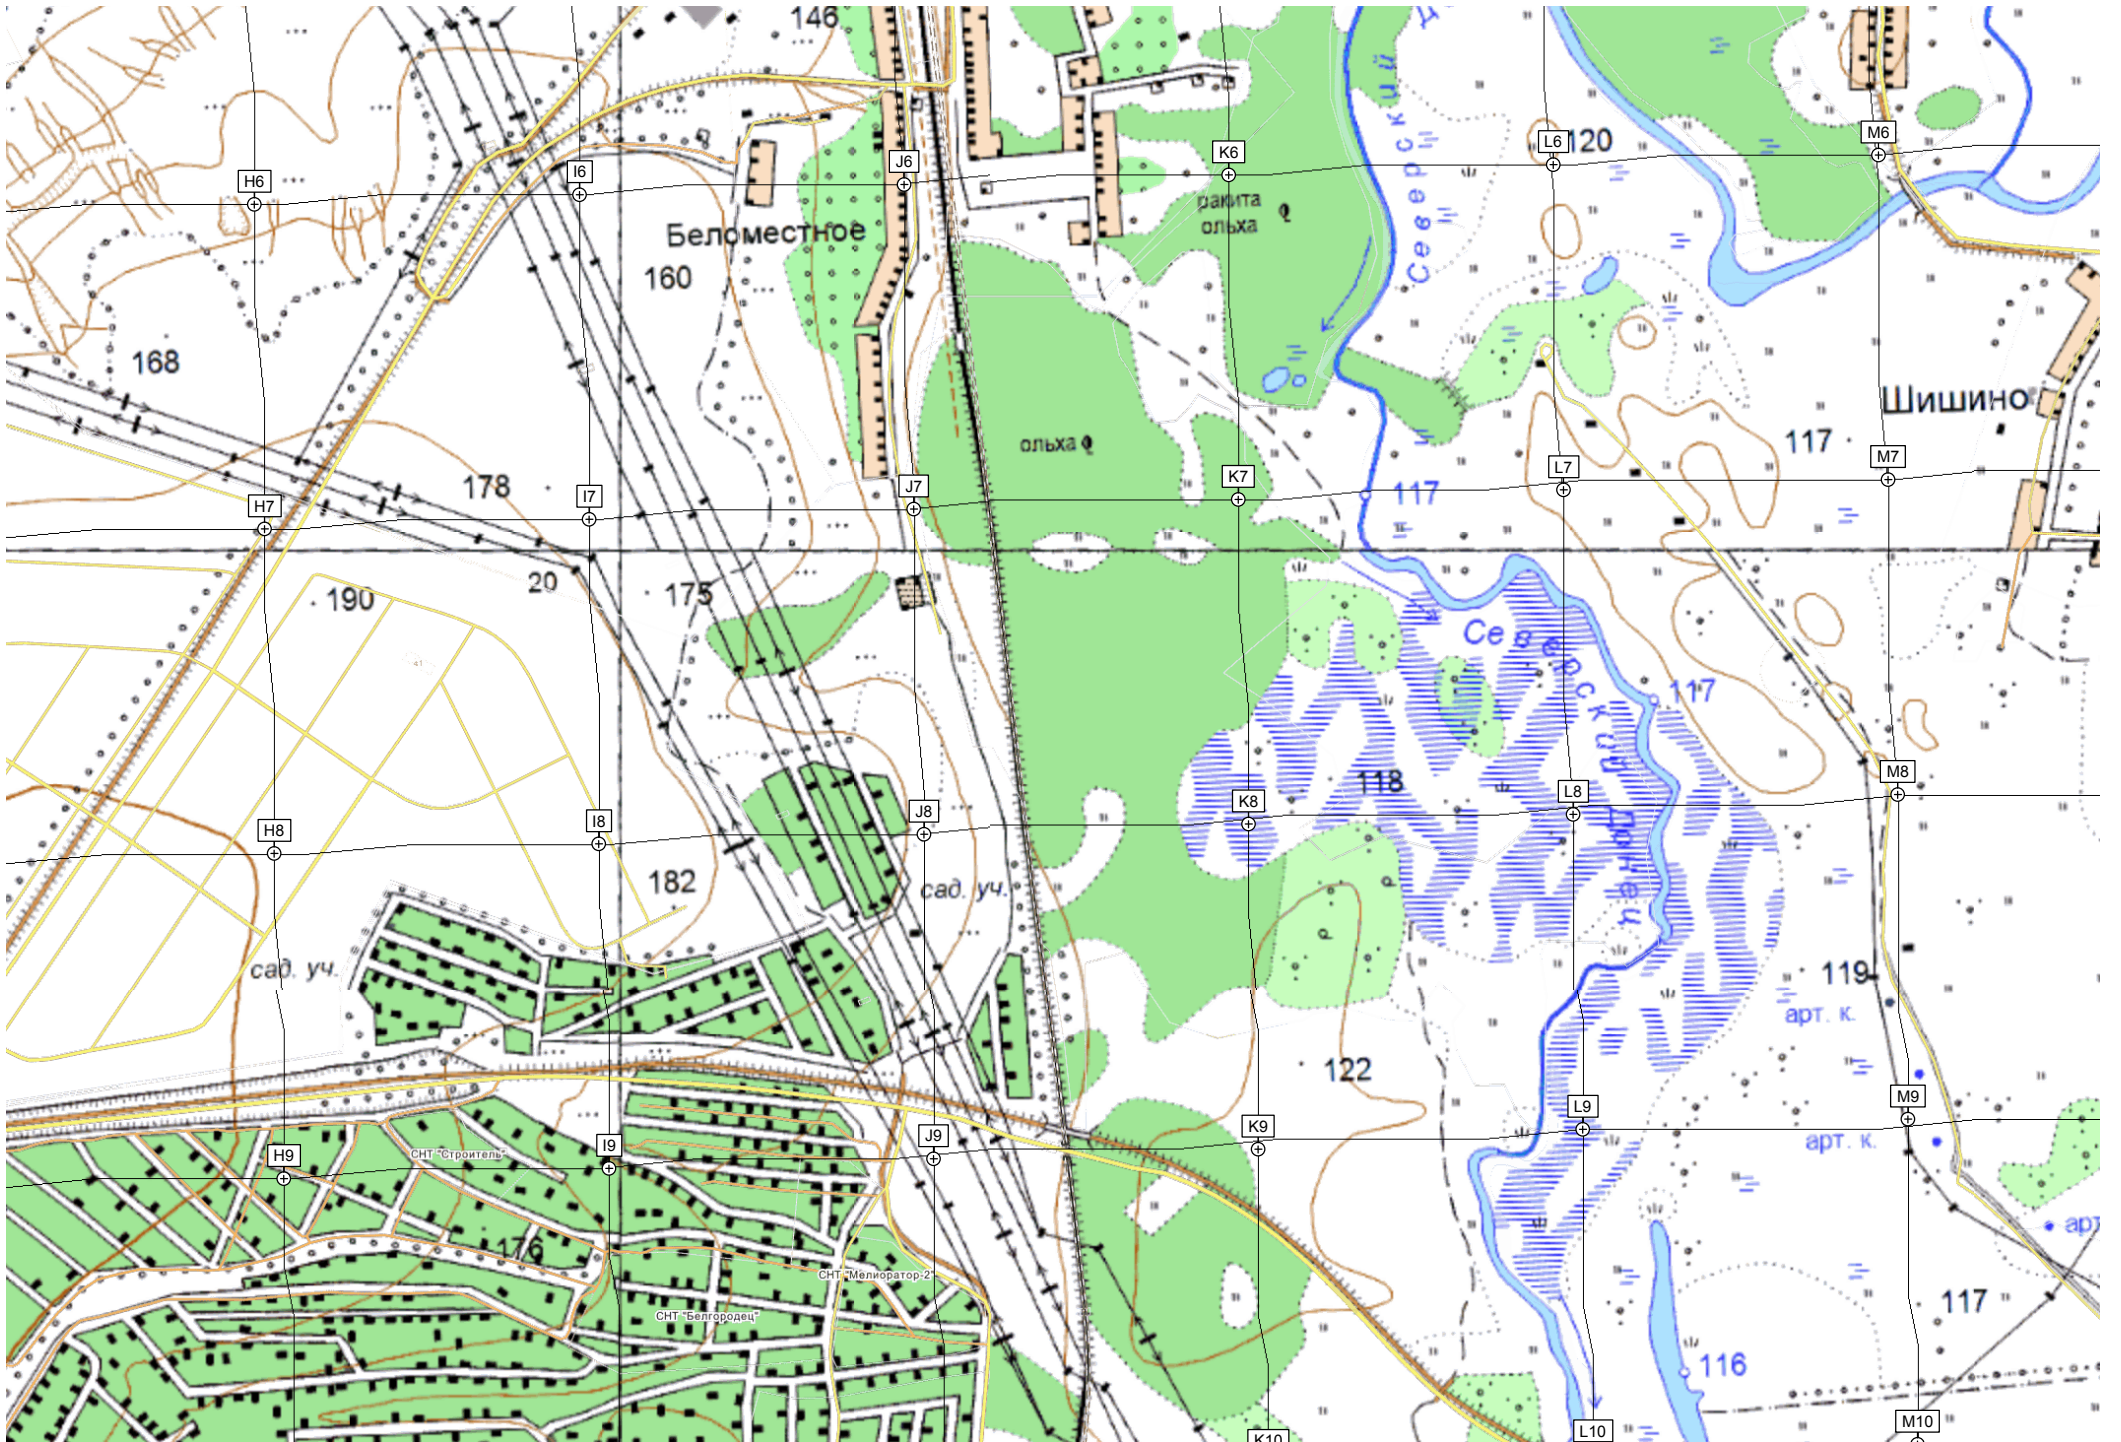 146
Д
H6
I6
J6
K6
L6
120
M6
ракита
ольха
Северский
Беломестное
160
168
Шишино
117
ольха
178
H7
I7
J7
K7
117
L7
M7
190
20
175
Северский Донец
117
118
H8
I8
J8
K8
L8
M8
182
сад. уч.
сад. уч.
119
арт. к.
122
H9
I9
J9
K9
L9
M9
арт. к.
СНТ "Строитель"
176
арт
СНТ "Мелиоратор-2"
СНТ "Белгородец"
117
116
K10
L10
M10